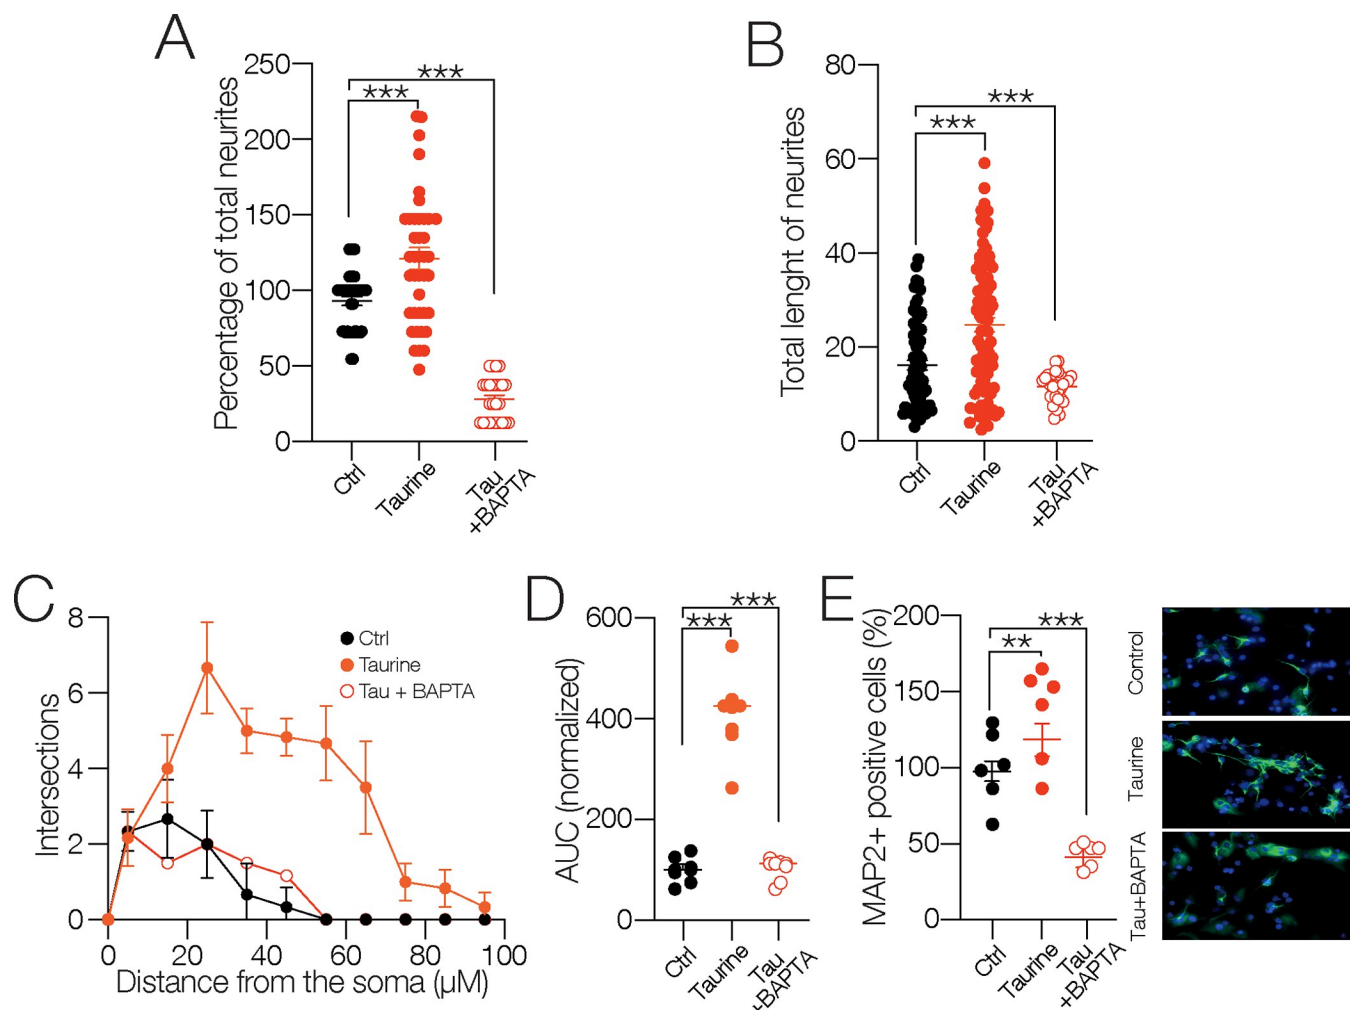 A
Percentage of total neurites
250
200
150
100
50
0
***
***
Ctrl
Taurine
Tau
+BAPTA
B
Total lenght of neurites
80
60
40
20
0
***
***
Ctrl
Taurine
Tau
+BAPTA
C
Intersections
8
6
4
2
0
Ctrl
Taurine
Tau + BAPTA
0
20
40
60
80
100
Distance from the soma (µM)
D
AUC (normalized)
600
400
200
0
***
***
Ctrl
Taurine
Tau
+BAPTA
E
MAP2+ positive cells (%)
200
150
100
50
0
***
**
Ctrl
Taurine
Tau
+BAPTA
Control
Taurine
Tau+BAPTA